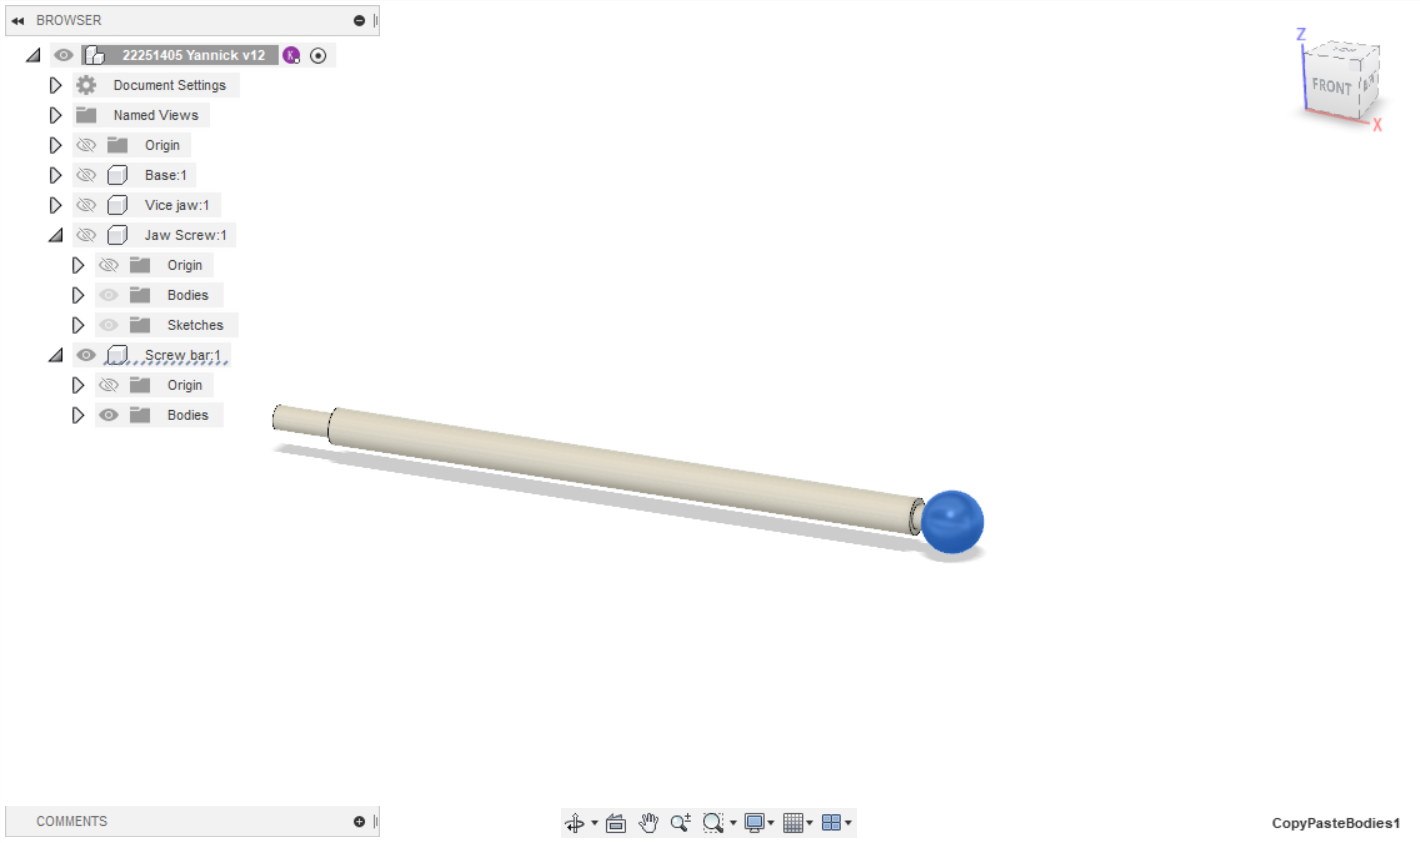 BROWSER
22251405 Yannick v12
K
Document Settings
Named Views
Origin
Base:1
Vice jaw:1
Jaw Screw:1
Origin
Bodies
Sketches
Screw bar:1
Origin
Bodies
Z
FRONT
X
COMMENTS
CopyPasteBodies1